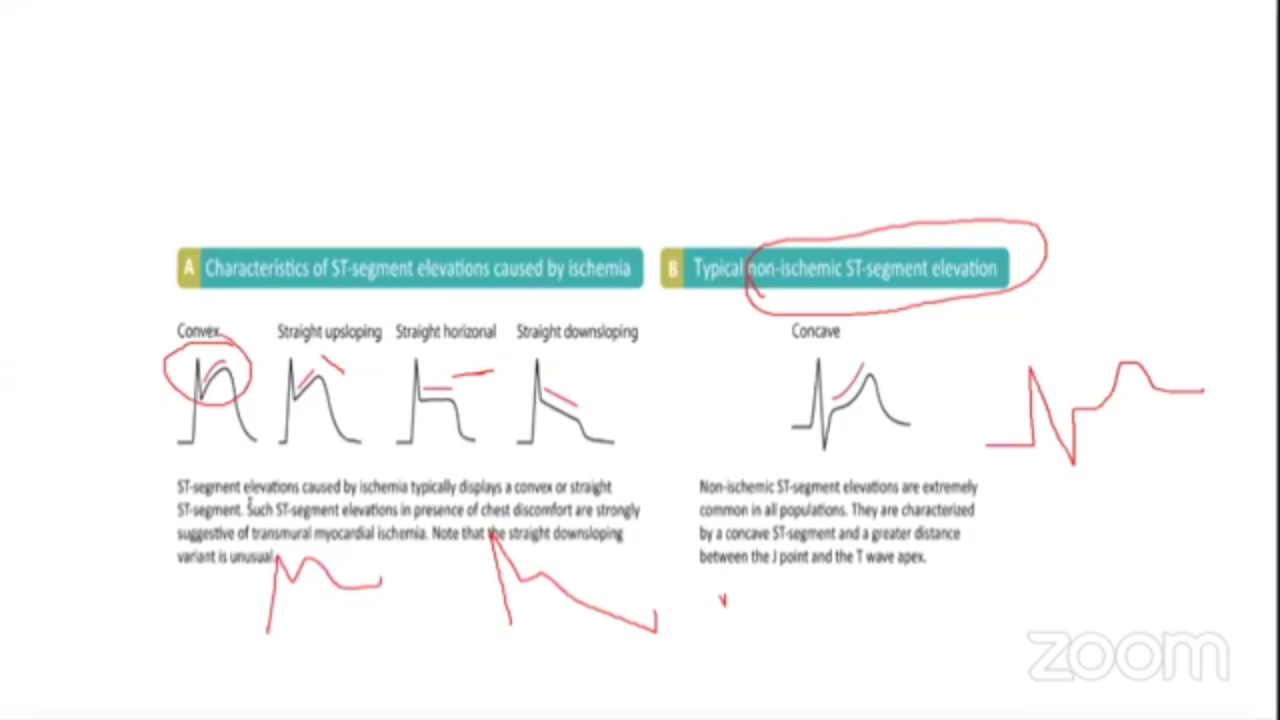 A Characteristics of ST-segment elevations caused by ischemia
Convex
Straight upsloping
Straight horizonal
Straight downsloping
ST-segment elevations caused by ischemia typically displays a convex or straight
ST-segment. Such ST-segment elevations in presence of chest discomfort are strongly
suggestive of transmural myocardial ischemia. Note that the straight downsloping
variant is unusual.
B Typical non-ischemic ST-segment elevation
Concave
Non-ischemic ST-segment elevations are extremely
common in all populations. They are characterized
by a concave ST-segment and a greater distance
between the J point and the T wave apex.
zoom